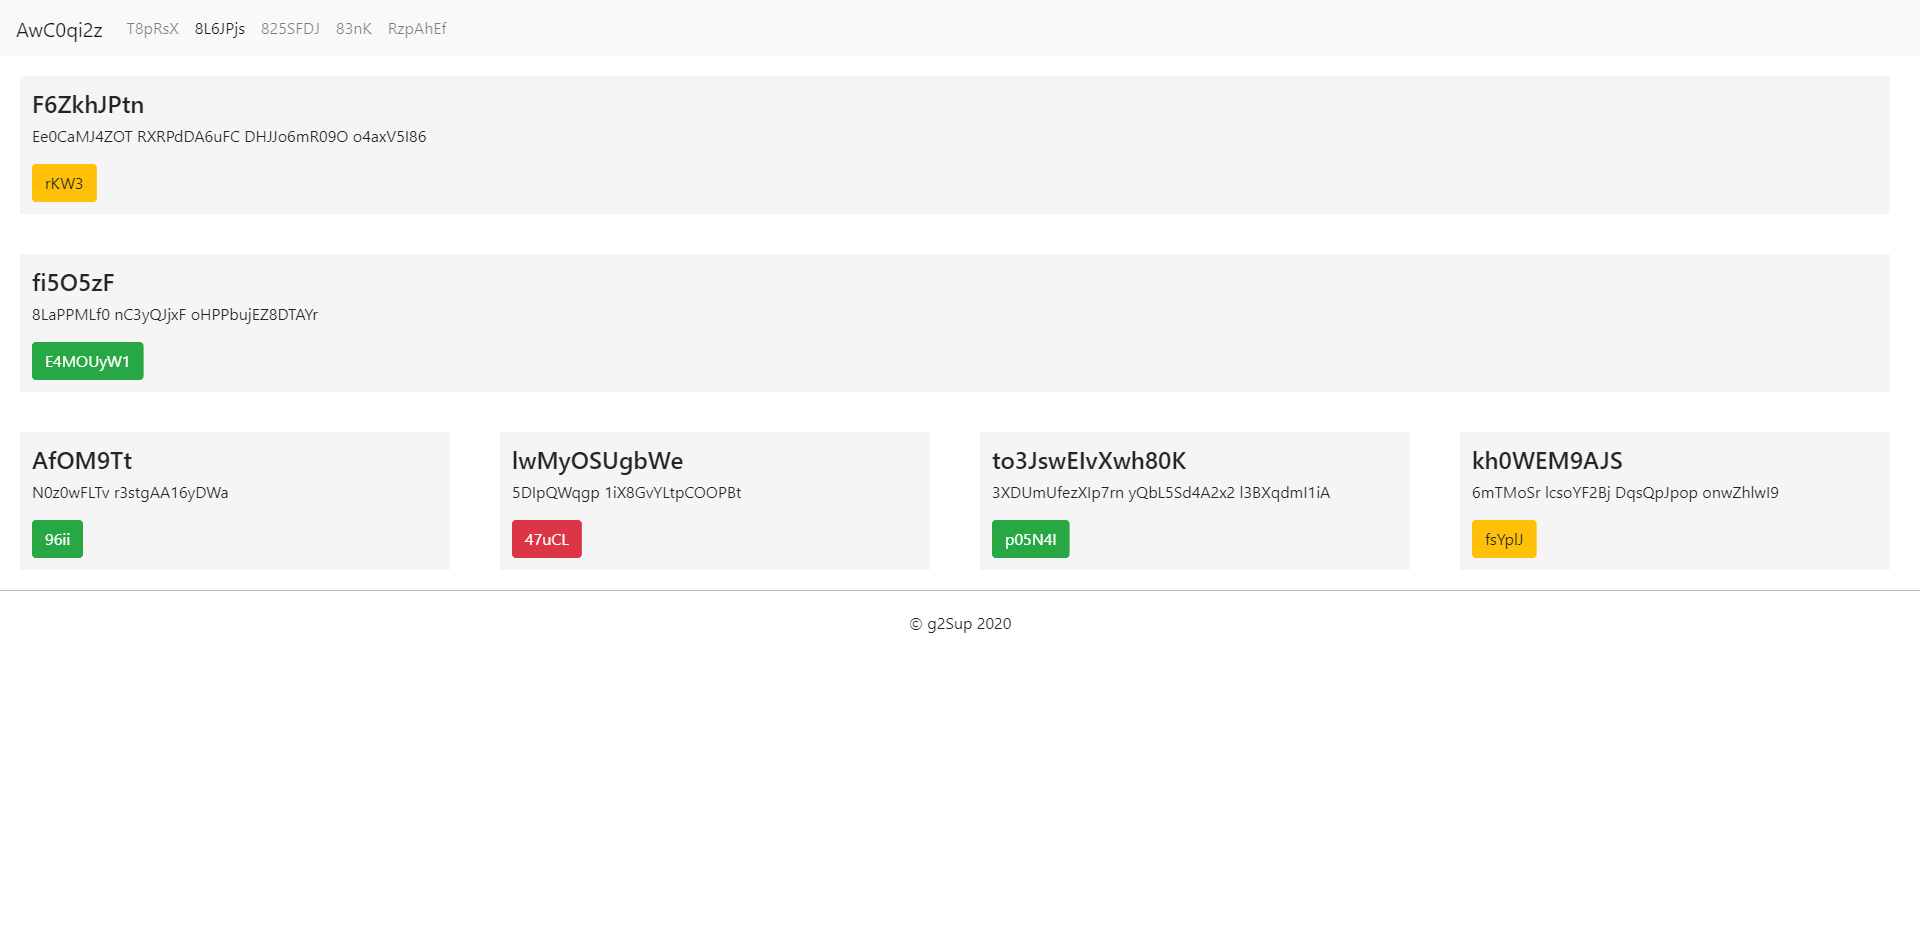 AwC0qi2z T8pRsX 8L6JPjs 825SFDJ 83nK RzpAhEf
F6ZkhJPtn
Ee0CaMJ4ZOT RXRPdDA6uFC DHJJo6mR09O o4axV5I86
rKW3
fi5O5zF
8LaPPMLf0 nC3yQJjxF oHPPbujEZ8DTAYr
E4MOUyW1
AfOM9Tt
N0z0wFLTv r3stgAA16yDWa
96ii
lwMyOSUgbWe
5DIpQWqgp 1iX8GvYLtpCOOPBt
47uCL
to3JswEIvXwh80K
3XDUmUfezXIp7rn yQbL5Sd4A2x2 l3BXqdmI1iA
p05N4I
kh0WEM9AJS
6mTMoSr lcsoYF2Bj DqsQpJpop onwZhlwI9
fsYplJ
© g2Sup 2020